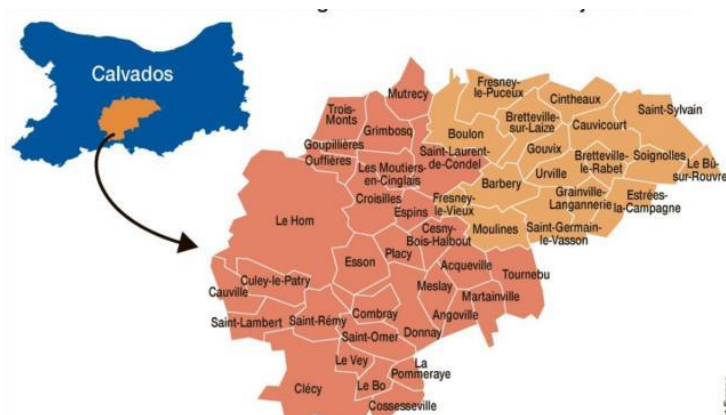 Calvados
Mutrecy
Fresney-
le-Puceux
Cintheaux
Saint-Sylvain
Trois-
Monts
Grimbosq
Boulon
Bretteville-
sur-Laize
Cauvicourt
Goupillières
Ouffières
Saint-Laurent-
de-Condel
Gouvix
Bretteville-
le-Rabet
Soignolles
Le Bû-
sur-Rouvre
Les Moutiers-
en-Cinglais
Urville
Barbery
Grainville-
Langannerie
Estrées-
la-Campagne
Croisilles
Espins
Fresney-
le-Vieux
Le Hom
Cesny-
Bois-Halbout
Moulines
Saint-Germain-
le-Vasson
Esson
Placy
Acqueville
Tournebu
Culey-le-Patry
Cauville
Meslay
Martainville
Saint-Lambert
Saint-Rémy
Combray
Angoville
Saint-Omer
Donnay
Le Vey
La
Pommeraye
Clécy
Le Bo
Cossesseville